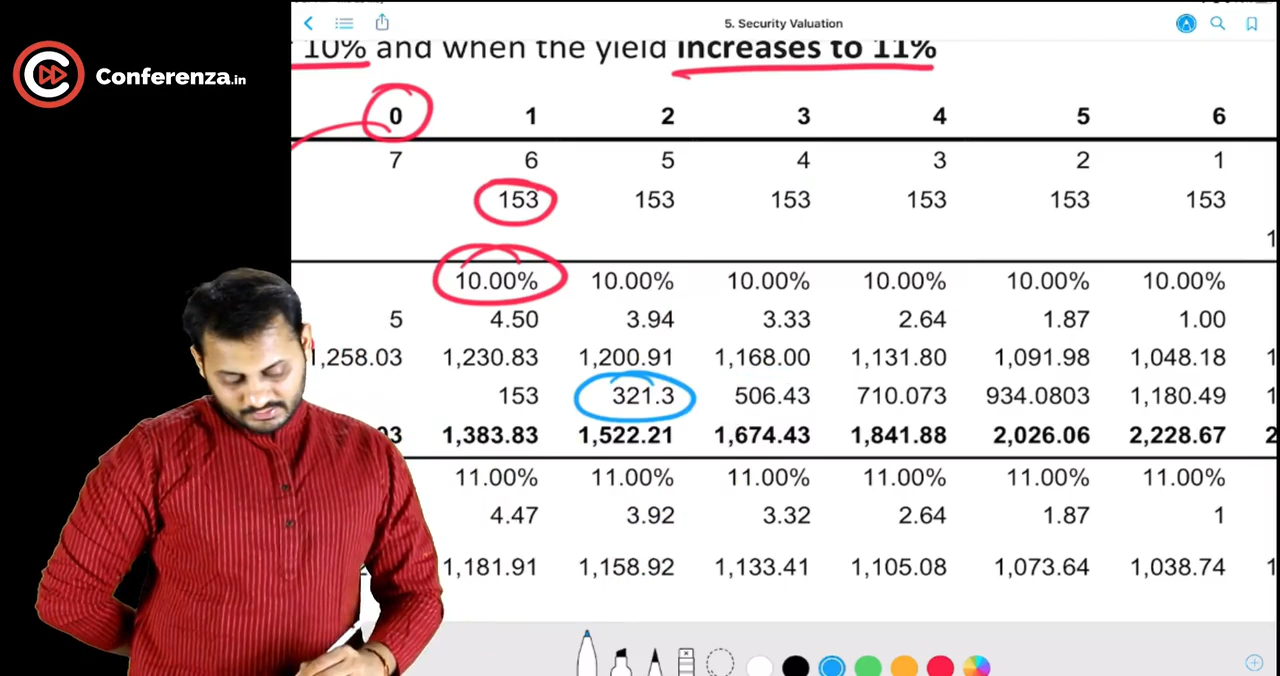 5. Security Valuation
Conferenza.in
10% and when the yield increases to 11%
0 1 2 3 4 5 6
7 6 5 4 3 2 1
153 153 153 153 153 153
1
10.00% 10.00% 10.00% 10.00% 10.00% 10.00%
5 4.50 3.94 3.33 2.64 1.87 1.00
1,258.03 1,230.83 1,200.91 1,168.00 1,131.80 1,091.98 1,048.18 1
153 321.3 506.43 710.073 934.0803 1,180.49 1
03 1,383.83 1,522.21 1,674.43 1,841.88 2,026.06 2,228.67 2
11.00% 11.00% 11.00% 11.00% 11.00% 11.00%
4.47 3.92 3.32 2.64 1.87 1
1,181.91 1,158.92 1,133.41 1,105.08 1,073.64 1,038.74 1